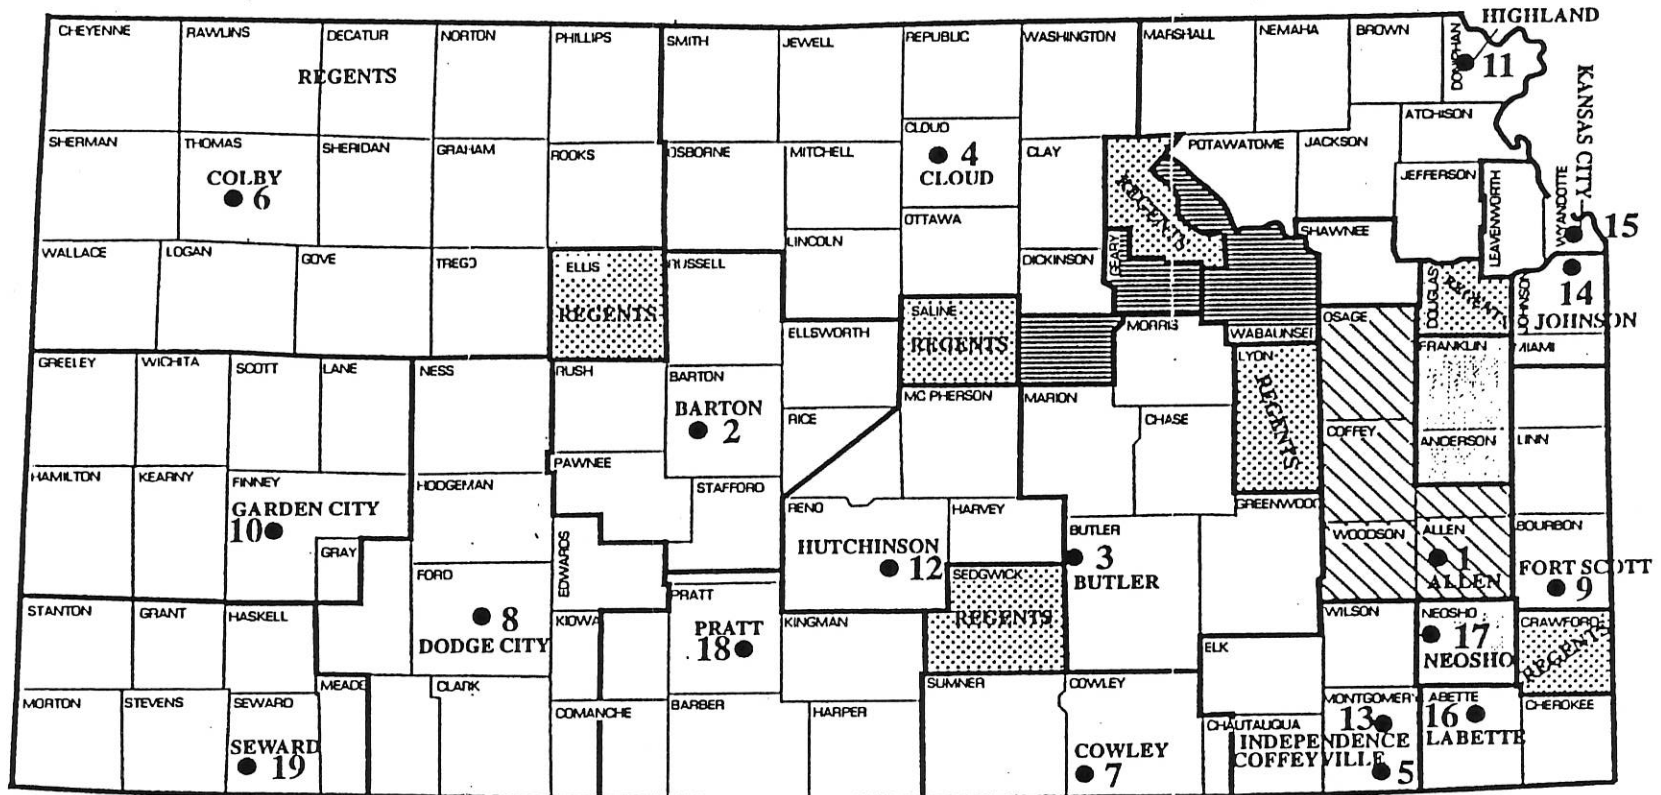 HIGHLAND
CHEYENNE RAWLINS DECATUR NORTON PHILLIPS SMITH JEWELL REPUBLIC WASHINGTON MARSHALL NEMAHA BROWN DONIPHAN
REGENTS
11
KANSAS CITY
ATCHISON
SHERMAN THOMAS SHERIDAN GRAHAM ROOKS OSBORNE MITCHELL CLOUD CLAY POTAWATOME JACKSON
4
CLOUD
COLBY
6
REGENTS
JEFFERSON LEAVENWORTH WYANDOTTE
15
OTTAWA
SHAWNEE
WALLACE LOGAN GOVE TREGO ELLIS RUSSELL LINCOLN DICKINSON GEARY
REGENTS
DOUGLAS
REGENTS
JOHNSON
14
JOHNSON
SALINE
REGENTS
ELLSWORTH MORRIS WABAUNSEE OSAGE FRANKLIN MIAMI
GREELEY WICHITA SCOTT LANE NESS RUSH BARTON
LYON
REGENTS
BARTON
2
RICE MC PHERSON MARION CHASE COFFEY ANDERSON LINN
HAMILTON KEARNY FINNEY HODGEMAN PAWNEE STAFFORD
GARDEN CITY
10
RENO HARVEY GREENWOOD
GRAY EDWARDS
HUTCHINSON
12
BUTLER
3
BUTLER
WOODSON ALLEN BOURBON
1
ALLEN
FORT SCOTT
9
FORD
8
DODGE CITY
SEDGWICK
REGENTS
STANTON GRANT HASKELL KIOWA PRATT KINGMAN
PRATT
18
WILSON NEOSHO CRAWFORD
17
NEOSHO
REGENTS
ELK
MORTON STEVENS SEWARD MEADE CLARK COMANCHE BARBER HARPER SUMNER COWLEY CHAUTAUQUA MONTGOMERY ABETTE CHEROKEE
SEWARD
19
COWLEY
7
13
INDEPENDENCE
COFFEYVILLE
5
16
LABETTE